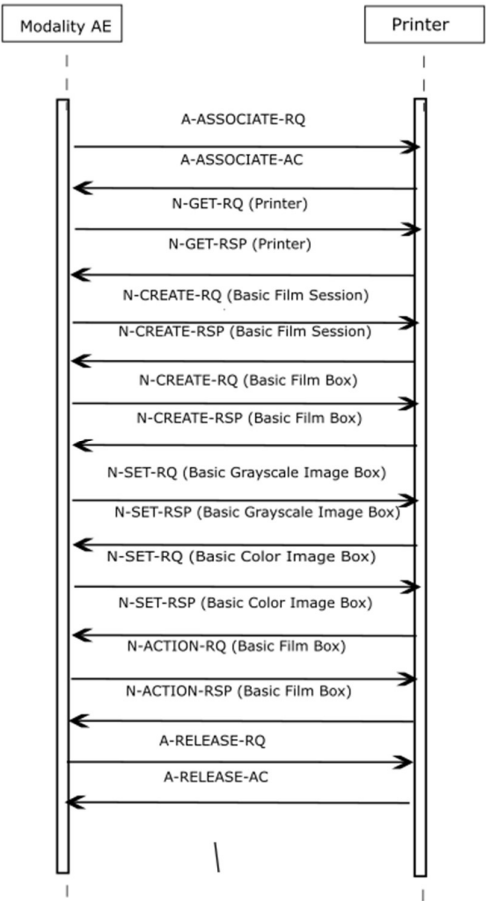 Modality AE
Printer
A-ASSOCIATE-RQ
A-ASSOCIATE-AC
N-GET-RQ (Printer)
N-GET-RSP (Printer)
N-CREATE-RQ (Basic Film Session)
N-CREATE-RSP (Basic Film Session)
N-CREATE-RQ (Basic Film Box)
N-CREATE-RSP (Basic Film Box)
N-SET-RQ (Basic Grayscale Image Box)
N-SET-RSP (Basic Grayscale Image Box)
N-SET-RQ (Basic Color Image Box)
N-SET-RSP (Basic Color Image Box)
N-ACTION-RQ (Basic Film Box)
N-ACTION-RSP (Basic Film Box)
A-RELEASE-RQ
A-RELEASE-AC